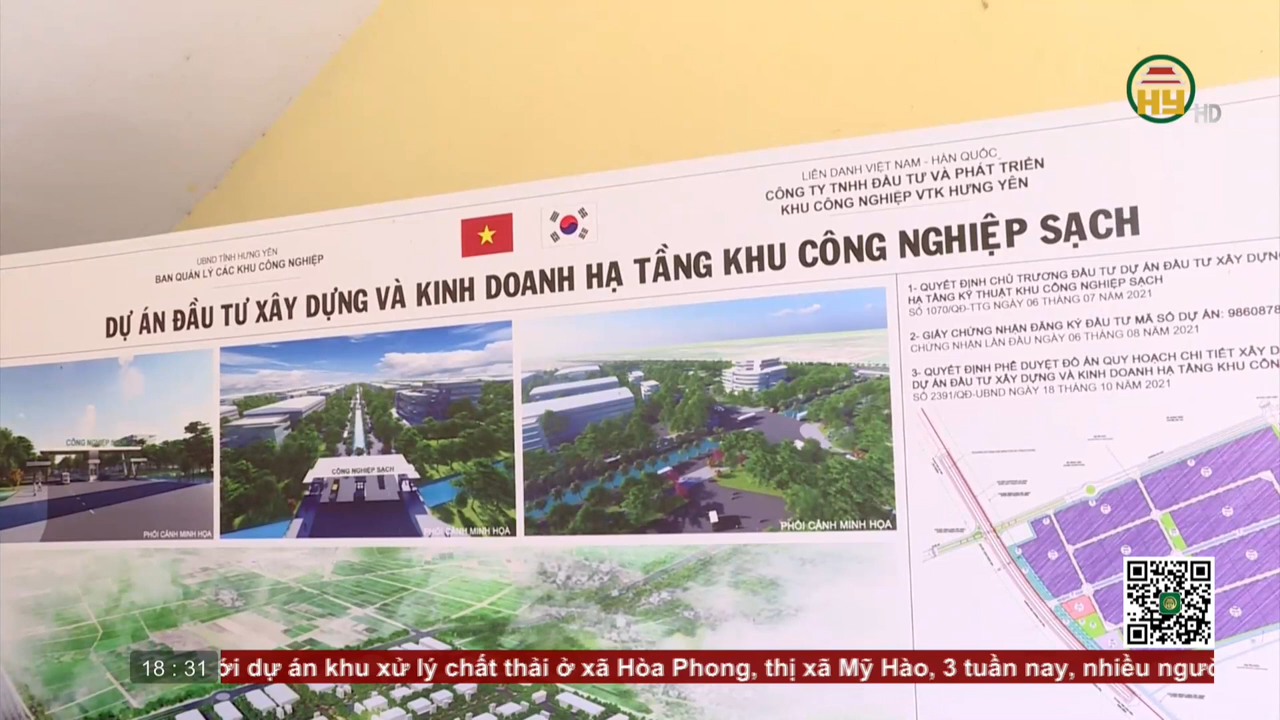 HY HD
LIÊN DANH VIỆT NAM - HÀN QUỐC
CÔNG TY TNHH ĐẦU TƯ VÀ PHÁT TRIỂN
KHU CÔNG NGHIỆP VTK HƯNG YÊN
UBND TỈNH HƯNG YÊN
BAN QUẢN LÝ CÁC KHU CÔNG NGHIỆP
DỰ ÁN ĐẦU TƯ XÂY DỰNG VÀ KINH DOANH HẠ TẦNG KHU CÔNG NGHIỆP SẠCH
1- QUYẾT ĐỊNH CHỦ TRƯƠNG ĐẦU TƯ DỰ ÁN ĐẦU TƯ XÂY DỰNG
HẠ TẦNG KỸ THUẬT KHU CÔNG NGHIỆP SẠCH
SỐ 1070/QĐ-TTG NGÀY 06 THÁNG 07 NĂM 2021
2- GIẤY CHỨNG NHẬN ĐĂNG KÝ ĐẦU TƯ MÃ SỐ DỰ ÁN: 9860878
CHỨNG NHẬN LẦN ĐẦU NGÀY 06 THÁNG 08 NĂM 2021
3- QUYẾT ĐỊNH PHÊ DUYỆT ĐỒ ÁN QUY HOẠCH CHI TIẾT XÂY D
DỰ ÁN ĐẦU TƯ XÂY DỰNG VÀ KINH DOANH HẠ TẦNG KHU CÔN
SỐ 2391/QĐ-UBND NGÀY 18 THÁNG 10 NĂM 2021
CÔNG NGHIỆP
CÔNG NGHIỆP SẠCH
PHỐI CẢNH MINH HỌA
PHỐI CẢNH MINH HỌA
PHỐI CẢNH MINH HỌA
18 : 31 ới dự án khu xử lý chất thải ở xã Hòa Phong, thị xã Mỹ Hào, 3 tuần nay, nhiều ngườ